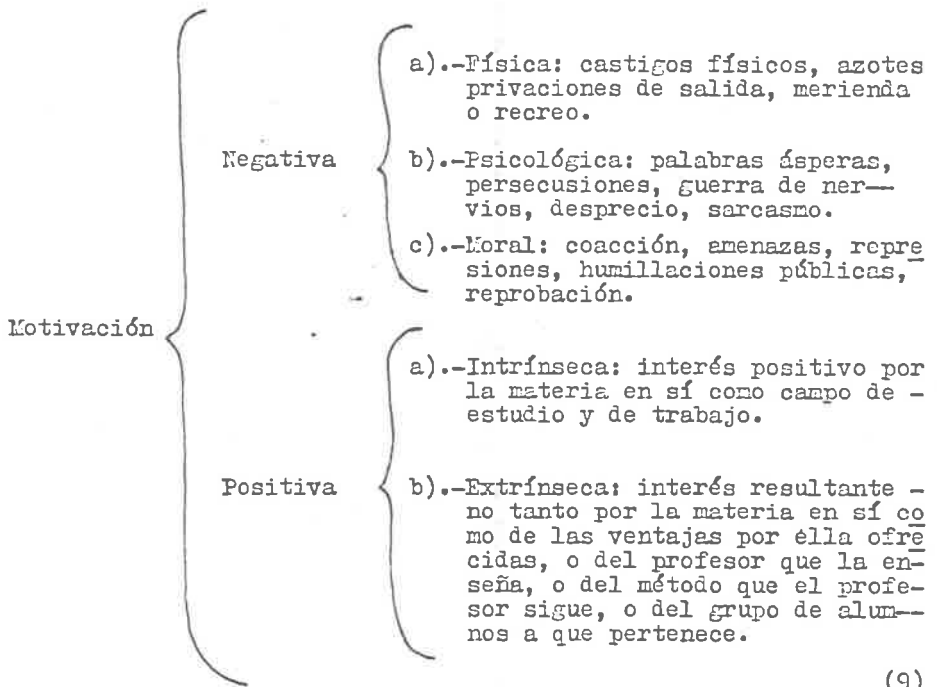 a).-Física: castigos físicos, azotes
privaciones de salida, merienda
o recreo.
Negativa
b).-Psicológica: palabras ásperas,
persecusiones, guerra de ner--
vios, desprecio, sarcasmo.
c).-Moral: coacción, amenazas, repre
siones, humillaciones públicas,
reprobación.
Motivación
a).-Intrínseca: interés positivo por
la materia en sí como campo de -
estudio y de trabajo.
Positiva
b).-Extrínseca: interés resultante -
no tanto por la materia en sí co
mo de las ventajas por élla ofre
cidas, o del profesor que la en-
seña, o del método que el profe-
sor sigue, o del grupo de alum--
nos a que pertenece.
(9)